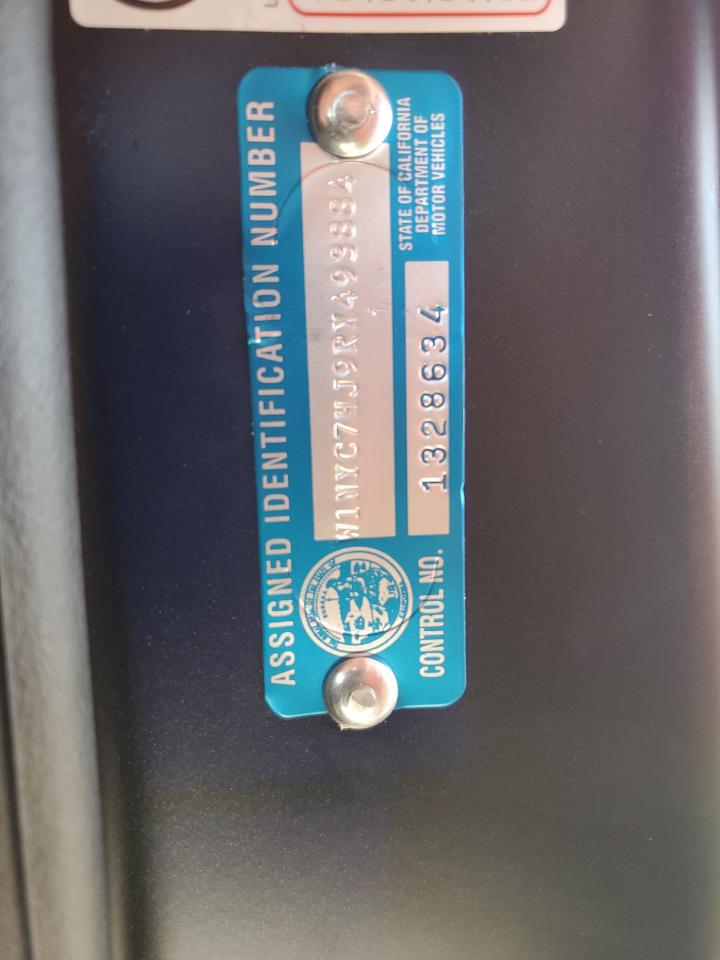 ASSIGNED IDENTIFICATION NUMBER
W1NYC7HJ9RX499884
STATE OF CALIFORNIA
DEPARTMENT OF
MOTOR VEHICLES
CONTROL NO.
1328634